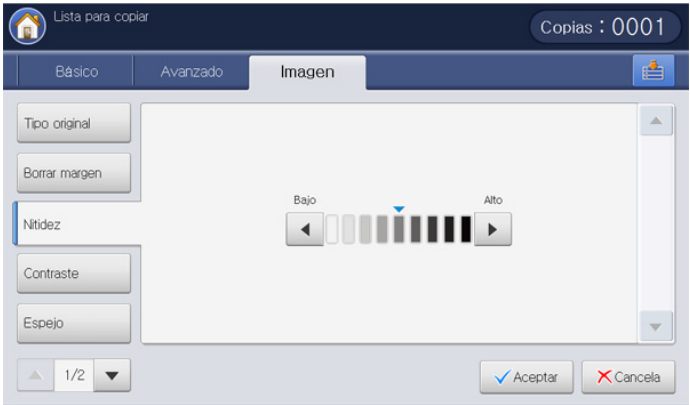 Lista para copiar
Copias : 0001
Básico
Avanzado
Imagen
Tipo original
Borrar margen
Nitidez
Contraste
Espejo
Bajo
Alto
1/2
Aceptar
Cancela